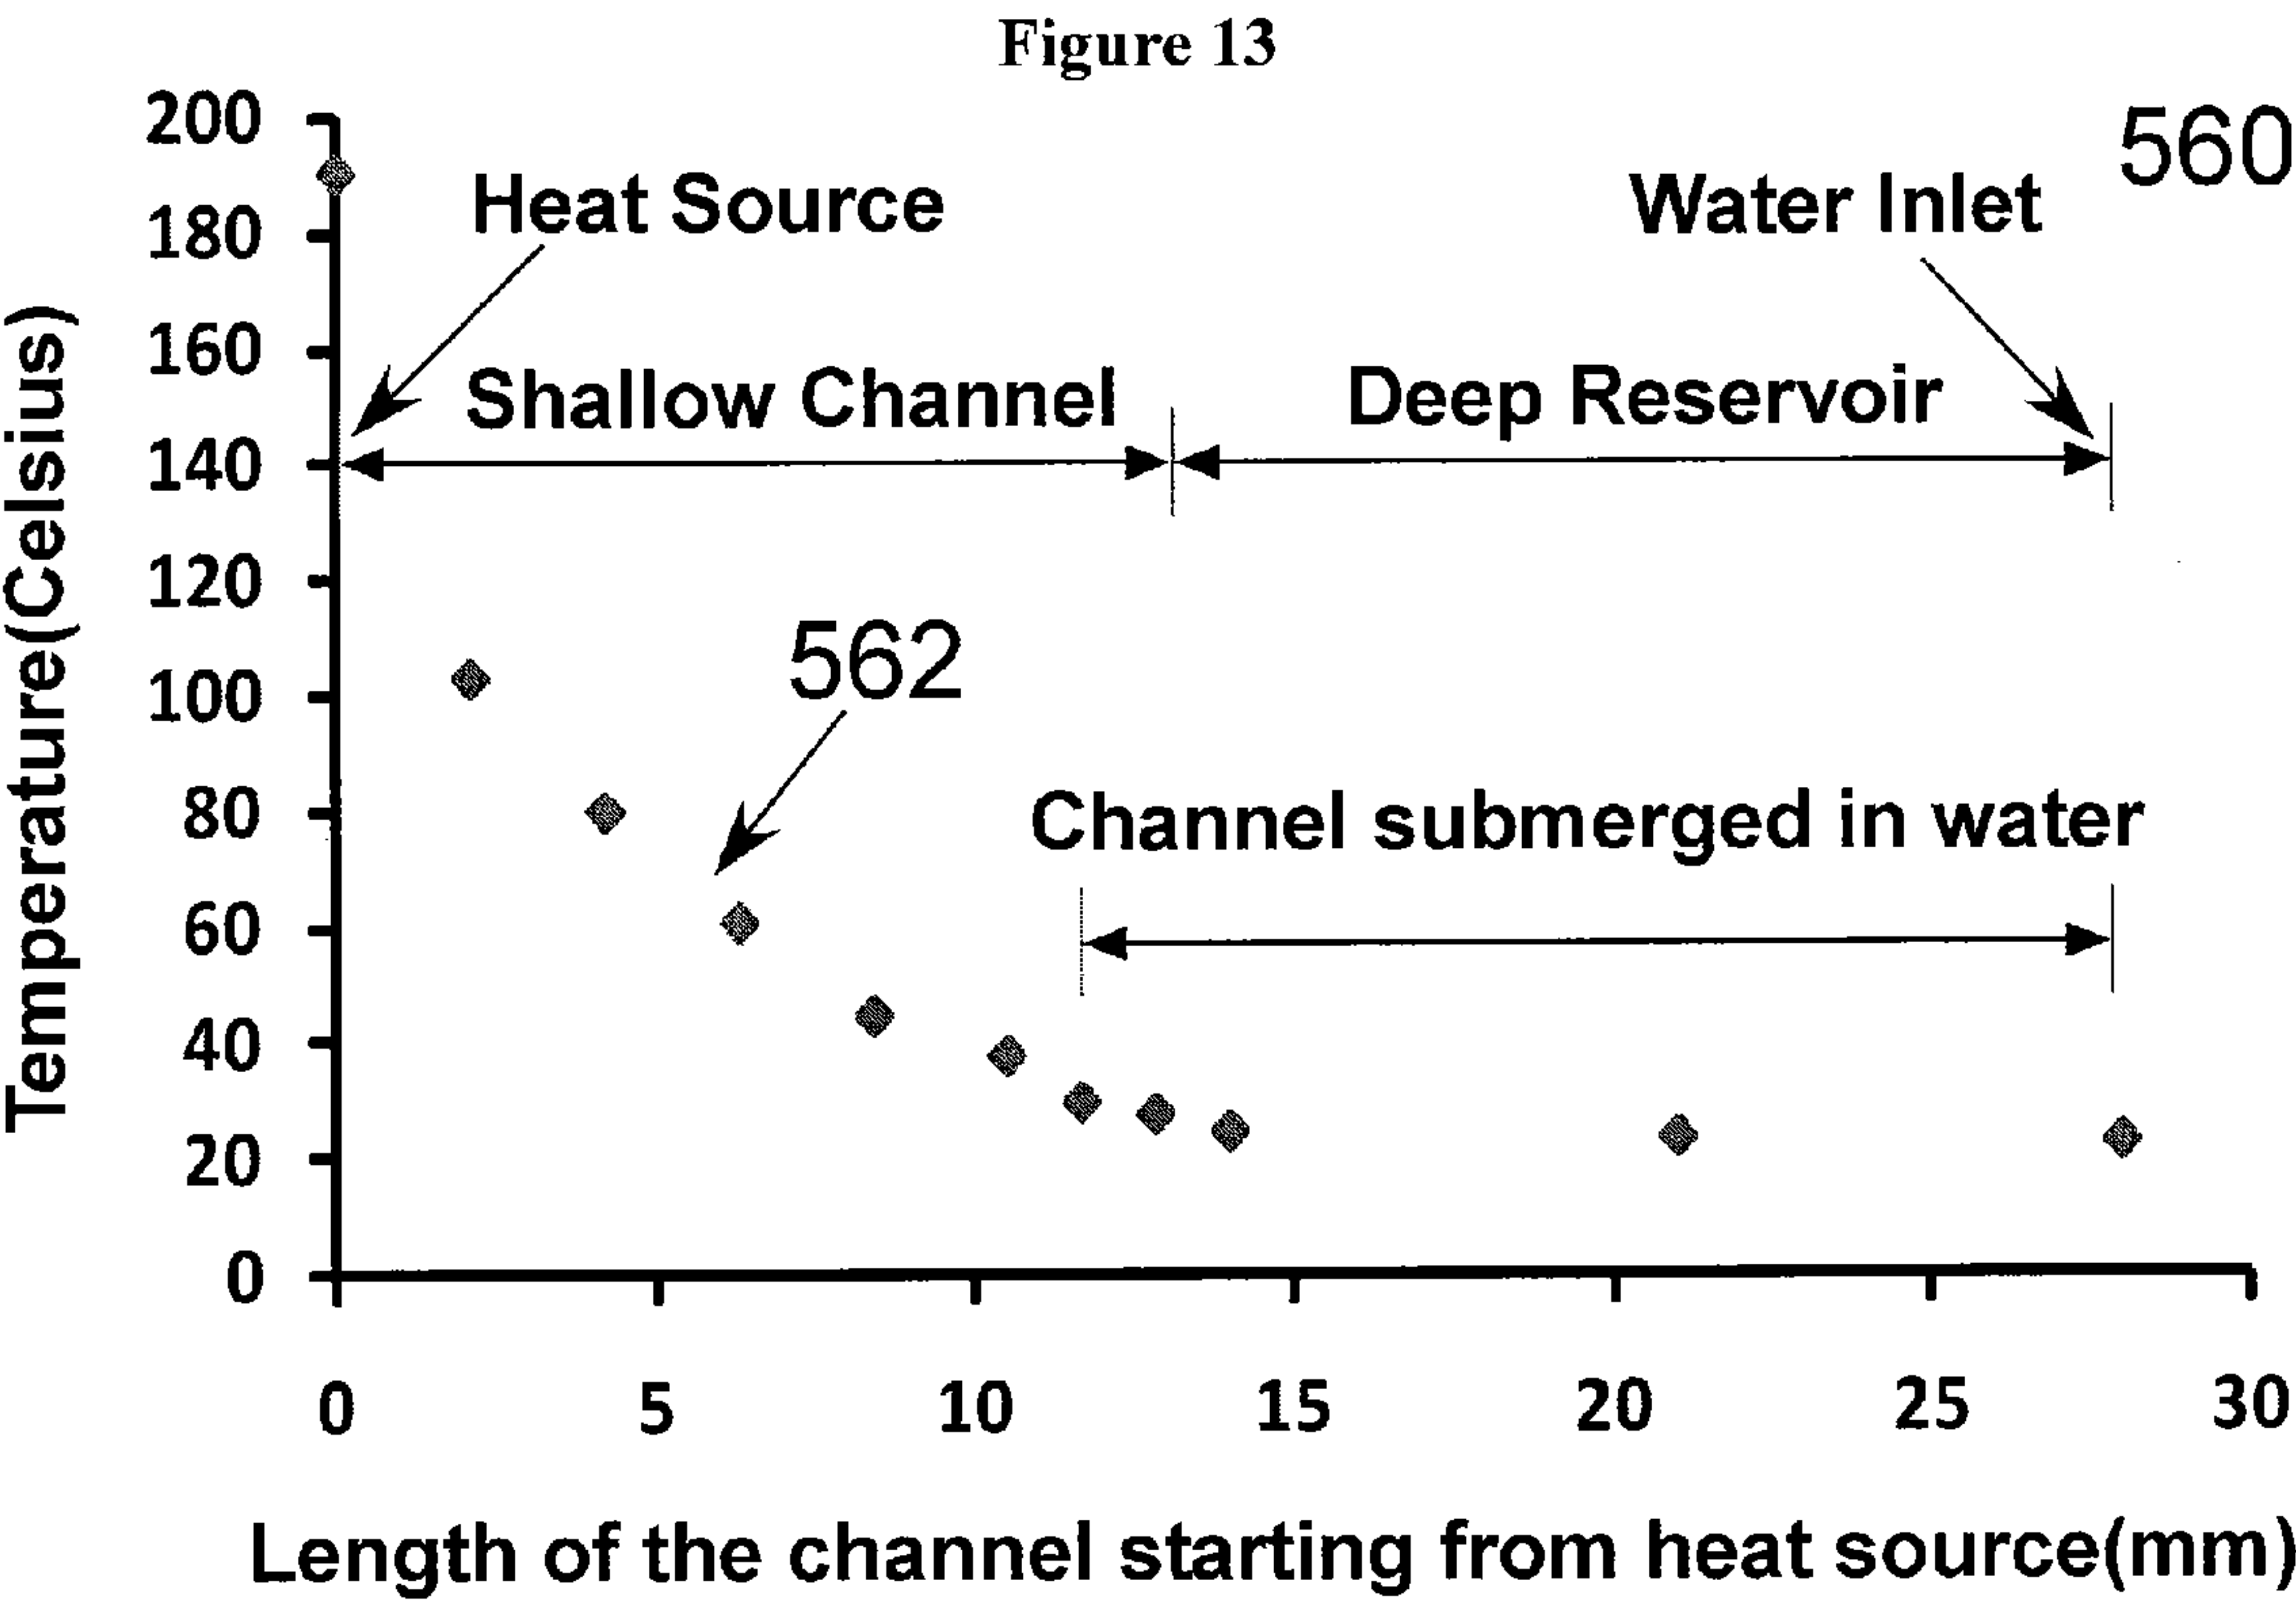 Figure 13
200
560
Heat Source
Water Inlet
180
160
Shallow Channel
Deep Reservoir
140
120
562
100
80
Channel submerged in water
60
40
20
0
Temperature(Celsius)
0 5 10 15 20 25 30
Length of the channel starting from heat source(mm)